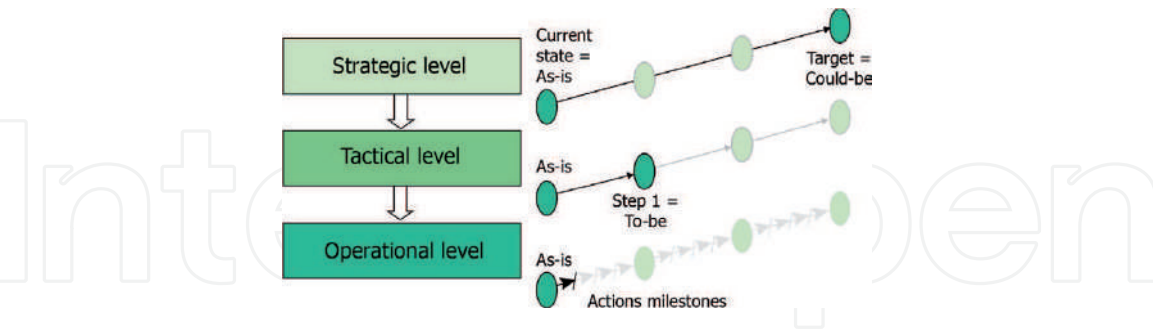 Strategic level
Tactical level
Operational level
Current
state =
As-is
Target =
Could-be
As-is
Step 1 =
To-be
As-is
Actions milestones